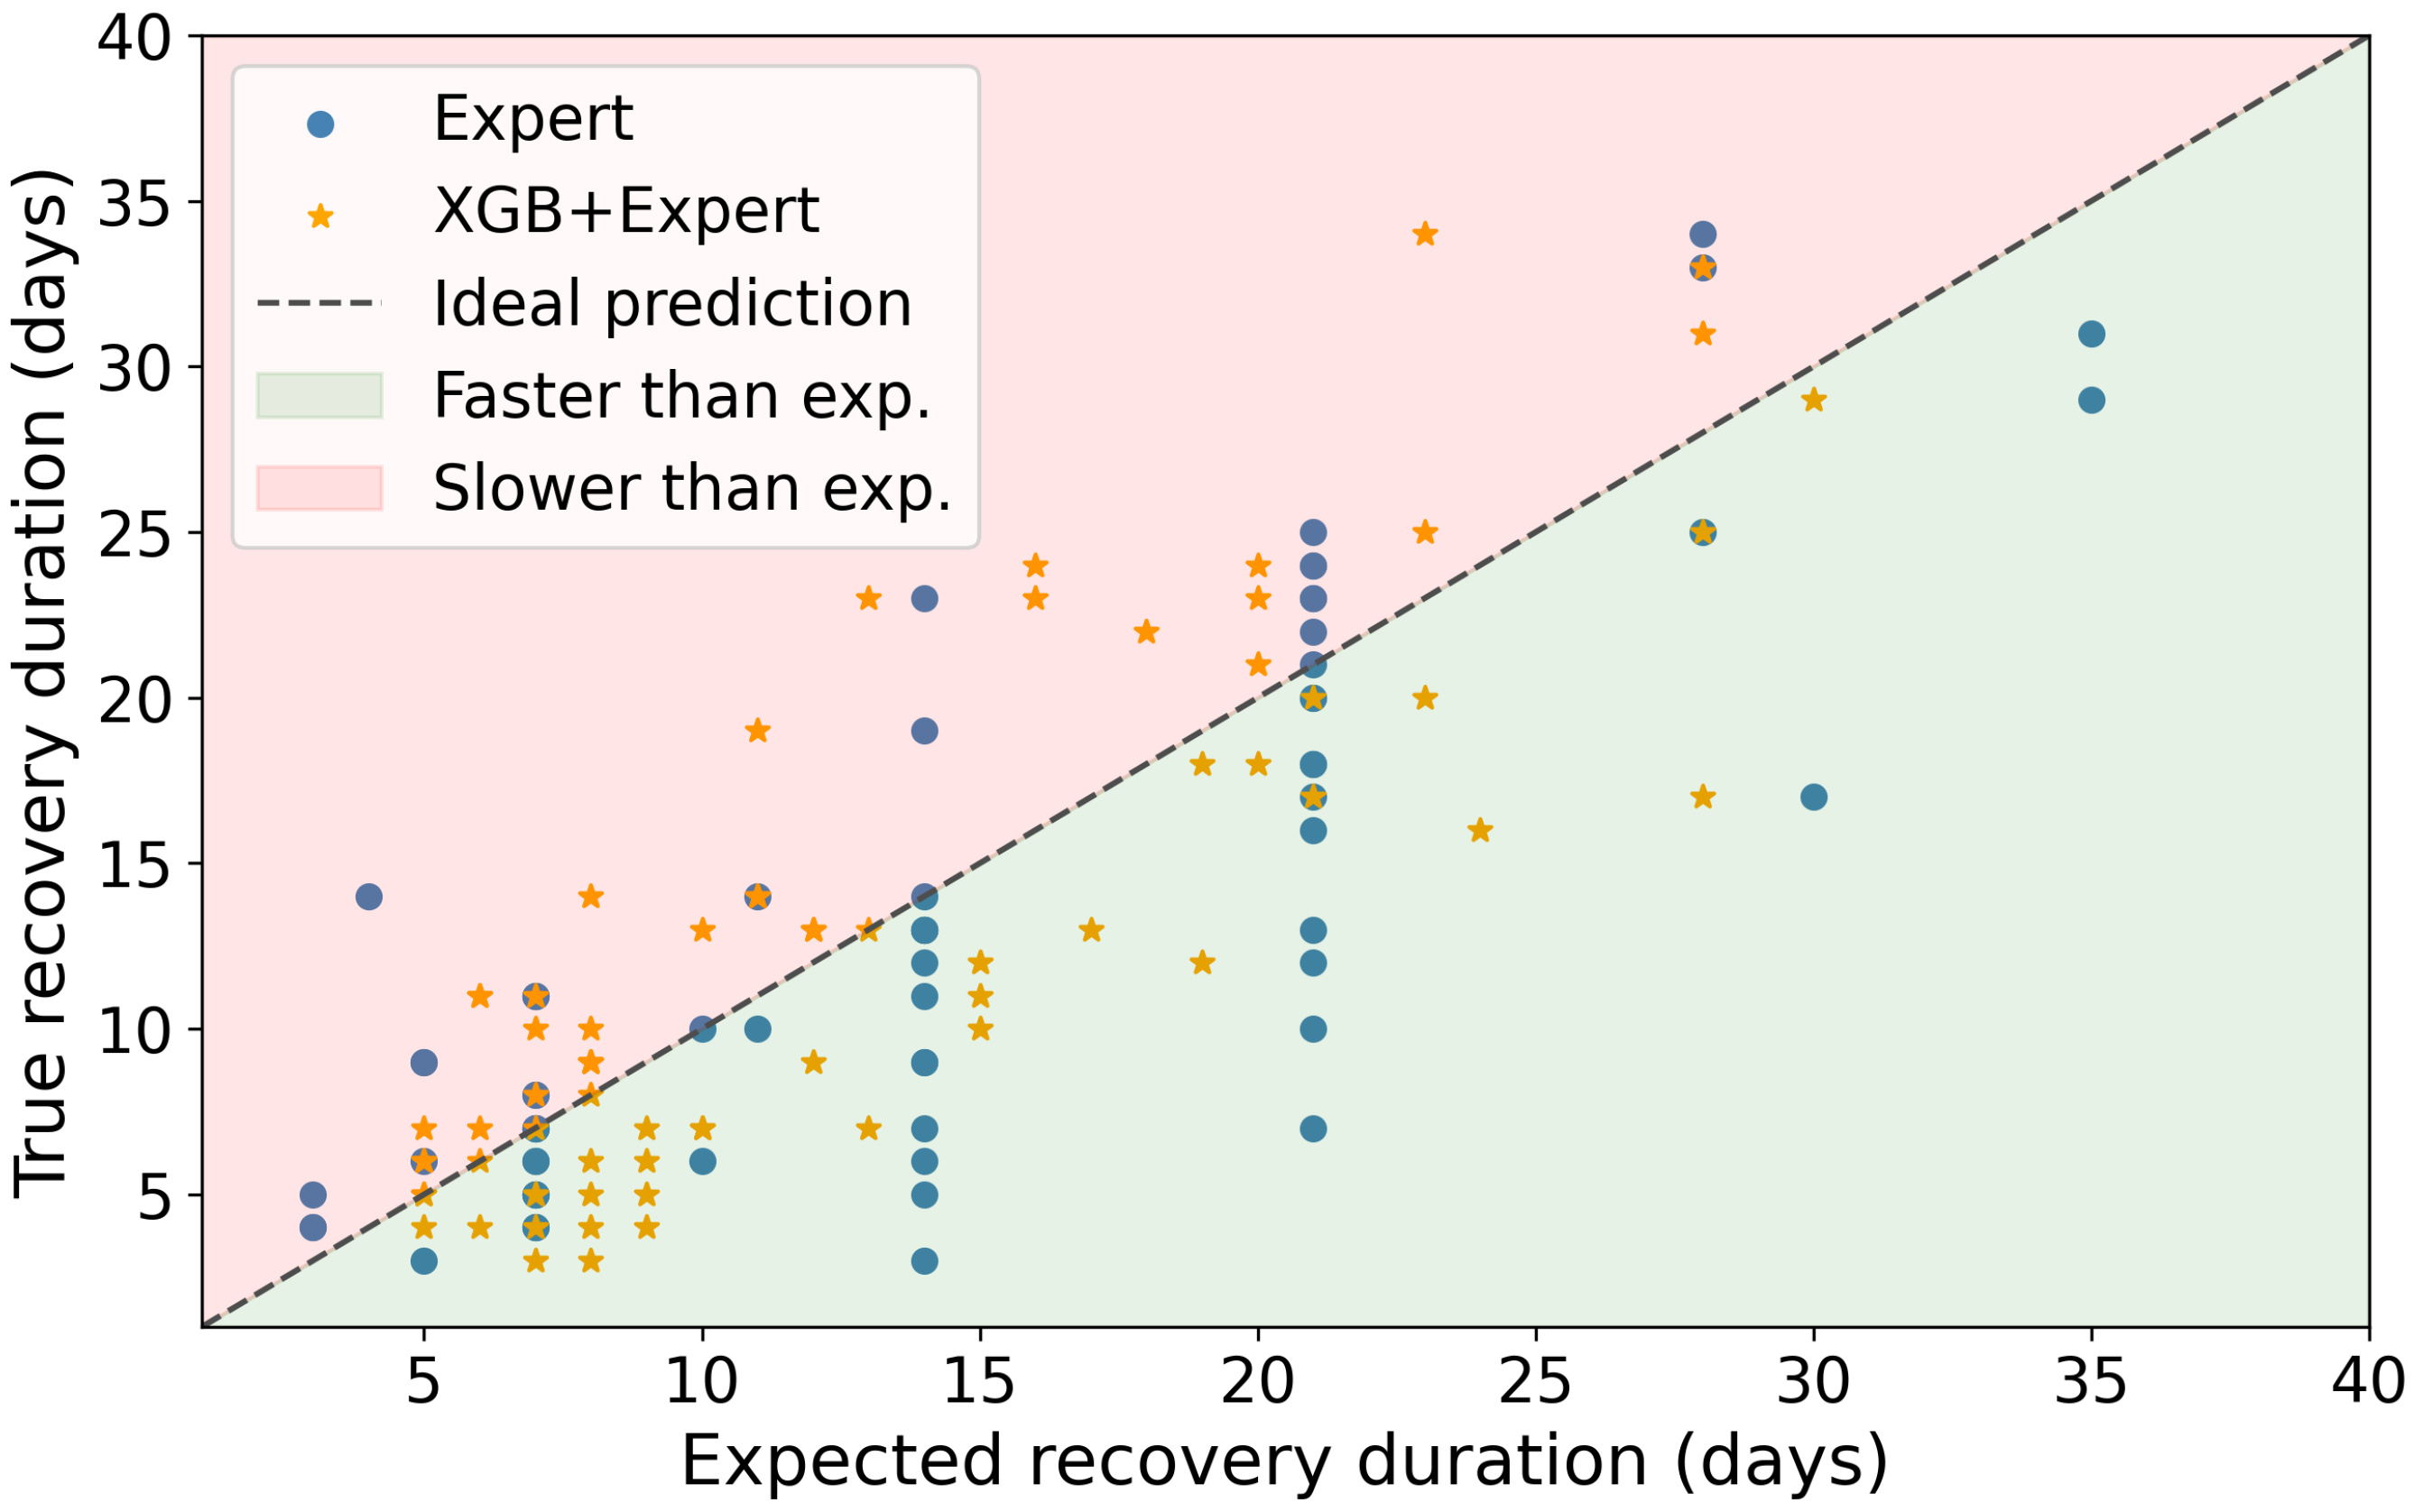 40
35
30
25
20
15
10
5
True recovery duration (days)
Expert
XGB+Expert
Ideal prediction
Faster than exp.
Slower than exp.
5 10 15 20 25 30 35 40
Expected recovery duration (days)